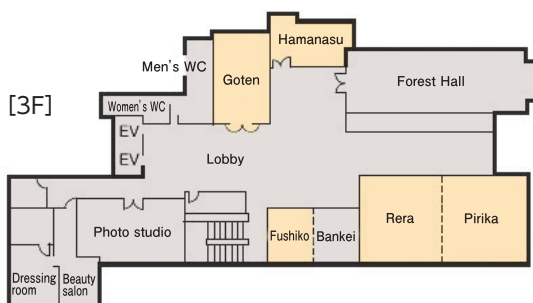 Hamanasu
Men's WC
Goten
Forest Hall
[3F]
Women's WC
EV
EV
Lobby
Rera
Pirika
Photo studio
Fushiko
Bankei
Dressing
room
Beauty
salon